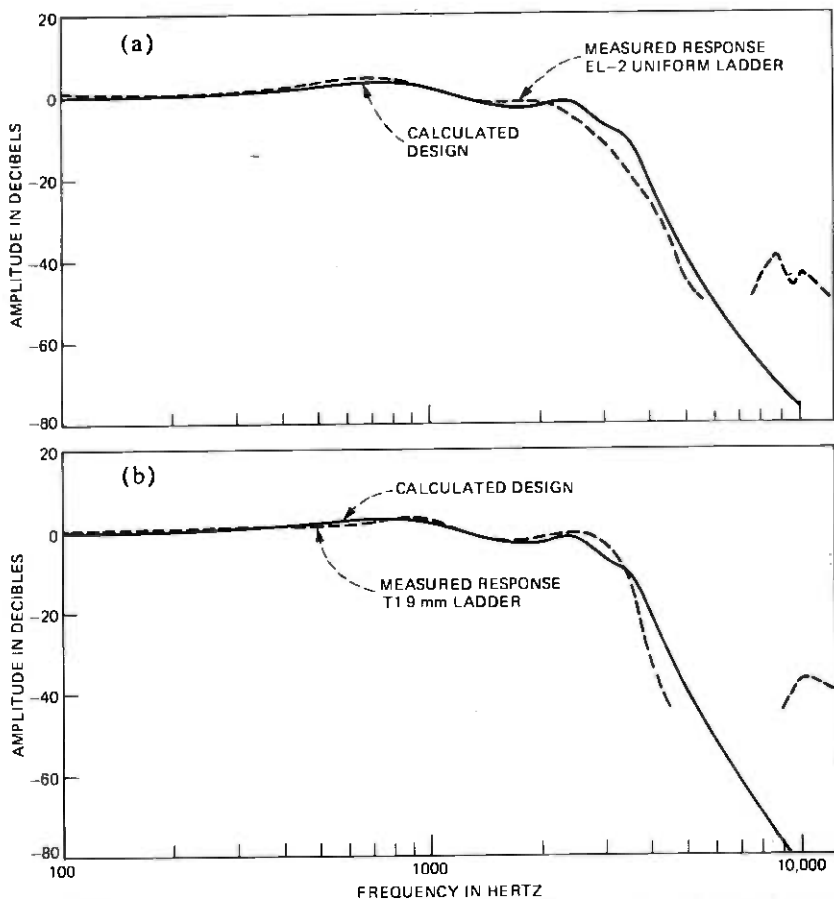 (a)
20
0
-20
-40
-60
-80
AMPLITUDE IN DECIBELS
MEASURED RESPONSE
EL-2 UNIFORM LADDER
CALCULATED
DESIGN
(b)
20
0
-20
-40
-60
-80
AMPLITUDE IN DECIBLES
CALCULATED DESIGN
MEASURED RESPONSE
T1 9 mm LADDER
100
1000
10,000
FREQUENCY IN HERTZ